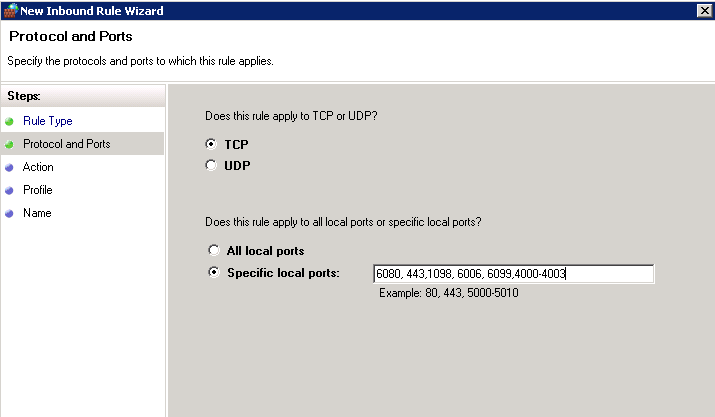 New Inbound Rule Wizard
Protocol and Ports
Specify the protocols and ports to which this rule applies.
Steps:
Rule Type
Protocol and Ports
Action
Profile
Name
Does this rule apply to TCP or UDP?
TCP
UDP
Does this rule apply to all local ports or specific local ports?
All local ports
Specific local ports: 6080, 443,1098, 6006, 6099,4000-4003
Example: 80, 443, 5000-5010